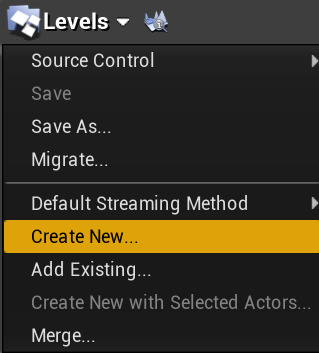 Levels
Source Control
Save
Save As...
Migrate...
Default Streaming Method
Create New...
Add Existing...
Create New with Selected Actors...
Merge...